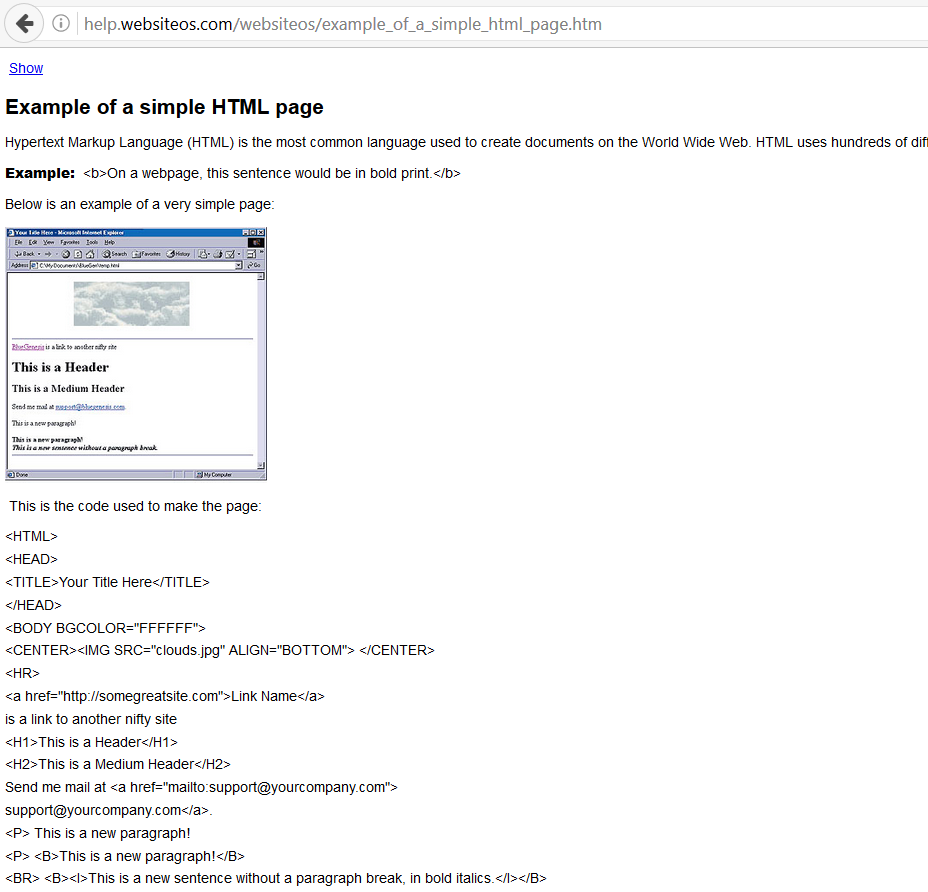 help.websiteos.com/websiteos/example_of_a_simple_html_page.htm
Show
Example of a simple HTML page
Hypertext Markup Language (HTML) is the most common language used to create documents on the World Wide Web. HTML uses hundreds of dif
Example: <b>On a webpage, this sentence would be in bold print.</b>
Below is an example of a very simple page:
Your Title Here - Microsoft Internet Explorer
File Edit View Favorites Tools Help
Back Search Favorites History
Address C:\My Documents\BlueGen\temp.html Go
BlueGenesis is a link to another nifty site
This is a Header
This is a Medium Header
Send me mail at support@bluegenesis.com.
This is a new paragraph!
This is a new paragraph!
This is a new sentence without a paragraph break.
Done My Computer
This is the code used to make the page:
<HTML>
<HEAD>
<TITLE>Your Title Here</TITLE>
</HEAD>
<BODY BGCOLOR="FFFFFF">
<CENTER><IMG SRC="clouds.jpg" ALIGN="BOTTOM"> </CENTER>
<HR>
<a href="http://somegreatsite.com">Link Name</a>
is a link to another nifty site
<H1>This is a Header</H1>
<H2>This is a Medium Header</H2>
Send me mail at <a href="mailto:support@yourcompany.com">
support@yourcompany.com</a>.
<P> This is a new paragraph!
<P> <B>This is a new paragraph!</B>
<BR> <B><I>This is a new sentence without a paragraph break, in bold italics.</I></B>